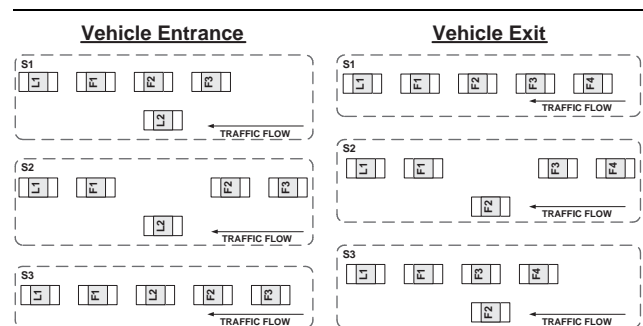 Vehicle Entrance
S1
L1 F1 F2 F3
L2
TRAFFIC FLOW
S2
L1 F1 F2 F3
L2
TRAFFIC FLOW
S3
L1 F1 L2 F2 F3
TRAFFIC FLOW
Vehicle Exit
S1
L1 F1 F2 F3 F4
TRAFFIC FLOW
S2
L1 F1 F3 F4
F2
TRAFFIC FLOW
S3
L1 F1 F3 F4
F2
TRAFFIC FLOW